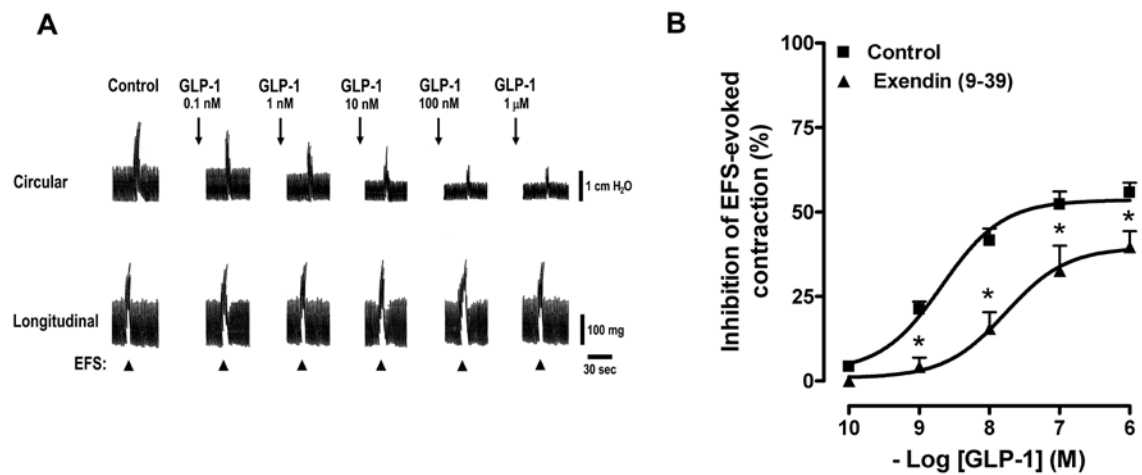 A
Control
GLP-1
0.1 nM
GLP-1
1 nM
GLP-1
10 nM
GLP-1
100 nM
GLP-1
1 µM
Circular
1 cm H₂O
Longitudinal
100 mg
EFS:
30 sec
B
Inhibition of EFS-evoked
contraction (%)
100
75
50
25
0
Control
Exendin (9-39)
*
*
*
*
10 9 8 7 6
- Log [GLP-1] (M)